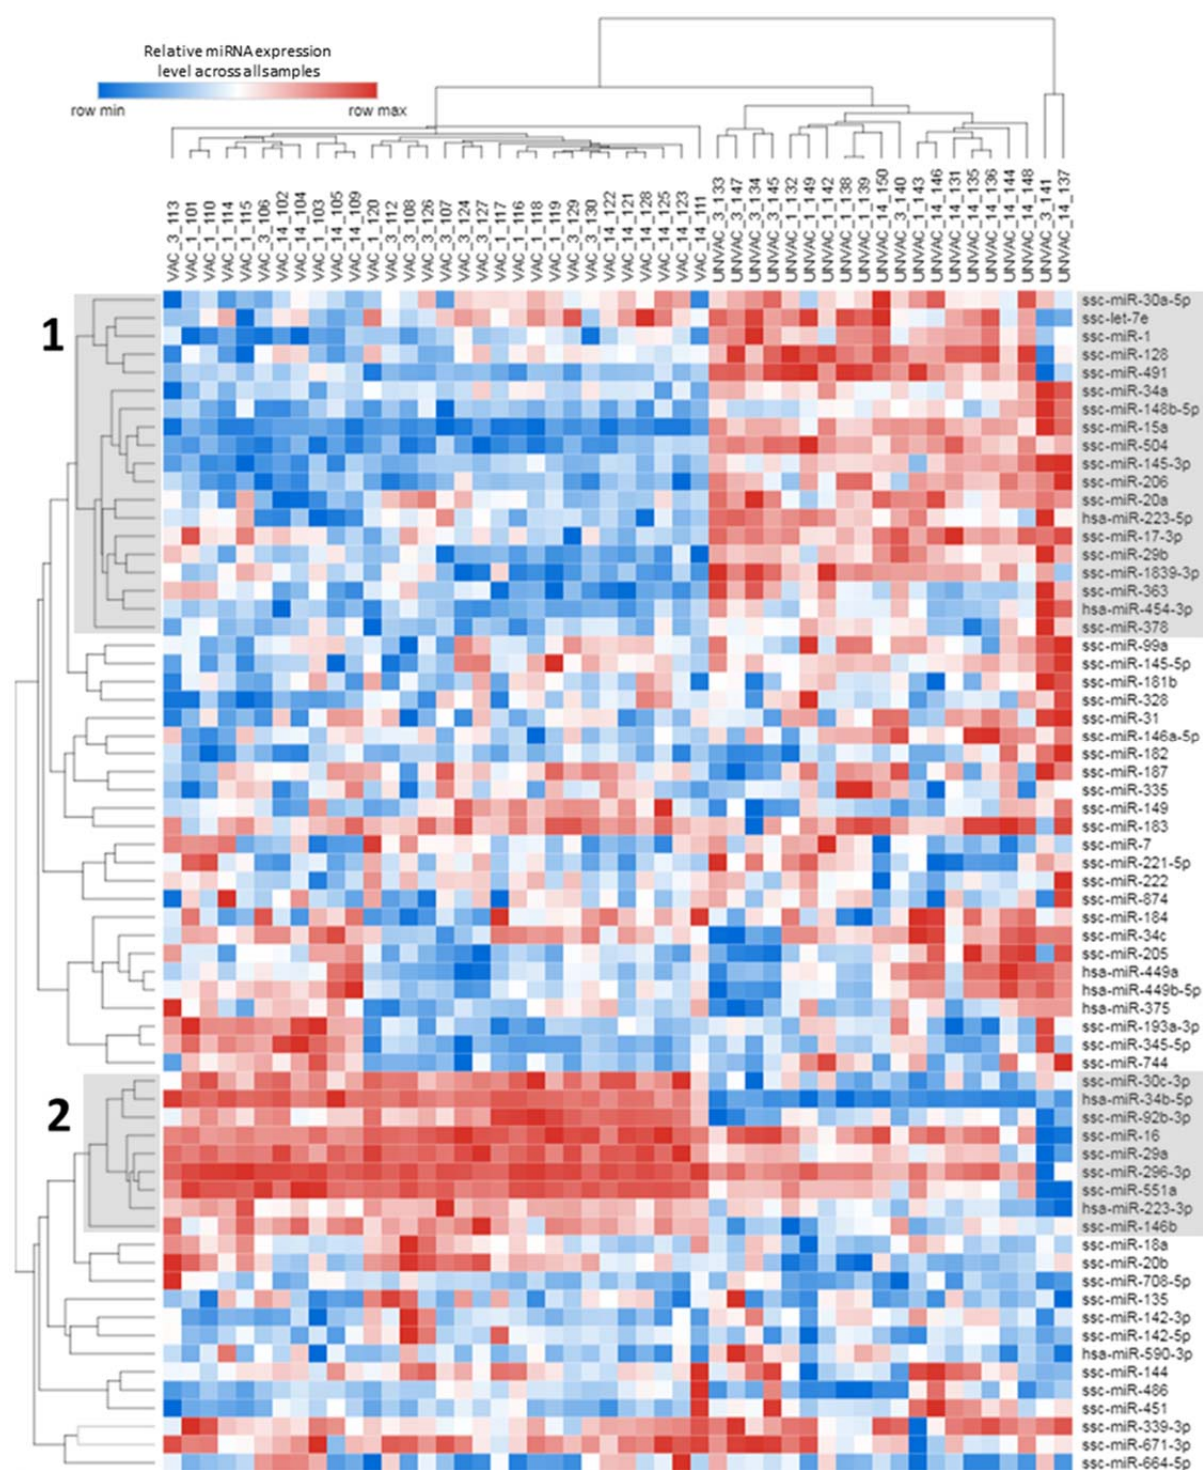 Relative miRNA expression
level across all samples
row min
row max
VAC_3_113
VAC_1_101
VAC_1_110
VAC_1_114
VAC_1_115
VAC_3_106
VAC_14_102
VAC_14_104
VAC_1_103
VAC_14_105
VAC_14_109
VAC_1_120
VAC_3_112
VAC_3_108
VAC_3_126
VAC_3_107
VAC_3_124
VAC_3_127
VAC_1_117
VAC_1_116
VAC_1_118
VAC_1_119
VAC_3_129
VAC_3_130
VAC_14_122
VAC_14_121
VAC_14_128
VAC_14_125
VAC_14_123
VAC_14_111
UNVAC_3_133
UNVAC_3_147
UNVAC_3_134
UNVAC_3_145
UNVAC_1_132
UNVAC_1_149
UNVAC_1_142
UNVAC_1_138
UNVAC_1_139
UNVAC_14_150
UNVAC_3_140
UNVAC_1_143
UNVAC_14_146
UNVAC_1_131
UNVAC_14_135
UNVAC_14_136
UNVAC_14_144
UNVAC_14_148
UNVAC_3_141
UNVAC_14_137
1
ssc-miR-30a-5p
ssc-let-7e
ssc-miR-1
ssc-miR-128
ssc-miR-491
ssc-miR-34a
ssc-miR-148b-5p
ssc-miR-15a
ssc-miR-504
ssc-miR-145-3p
ssc-miR-206
ssc-miR-20a
hsa-miR-223-5p
ssc-miR-17-3p
ssc-miR-29b
ssc-miR-1839-3p
ssc-miR-363
hsa-miR-454-3p
ssc-miR-378
ssc-miR-99a
ssc-miR-145-5p
ssc-miR-181b
ssc-miR-328
ssc-miR-31
ssc-miR-146a-5p
ssc-miR-182
ssc-miR-187
ssc-miR-335
ssc-miR-149
ssc-miR-183
ssc-miR-7
ssc-miR-221-5p
ssc-miR-222
ssc-miR-874
ssc-miR-184
ssc-miR-34c
ssc-miR-205
hsa-miR-449a
hsa-miR-449b-5p
hsa-miR-375
ssc-miR-193a-3p
ssc-miR-345-5p
ssc-miR-744
2
ssc-miR-30c-3p
hsa-miR-34b-5p
ssc-miR-92b-3p
ssc-miR-16
ssc-miR-29a
ssc-miR-296-3p
ssc-miR-551a
hsa-miR-223-3p
ssc-miR-146b
ssc-miR-18a
ssc-miR-20b
ssc-miR-708-5p
ssc-miR-135
ssc-miR-142-3p
ssc-miR-142-5p
hsa-miR-590-3p
ssc-miR-144
ssc-miR-486
ssc-miR-451
ssc-miR-339-3p
ssc-miR-671-3p
ssc-miR-664-5p